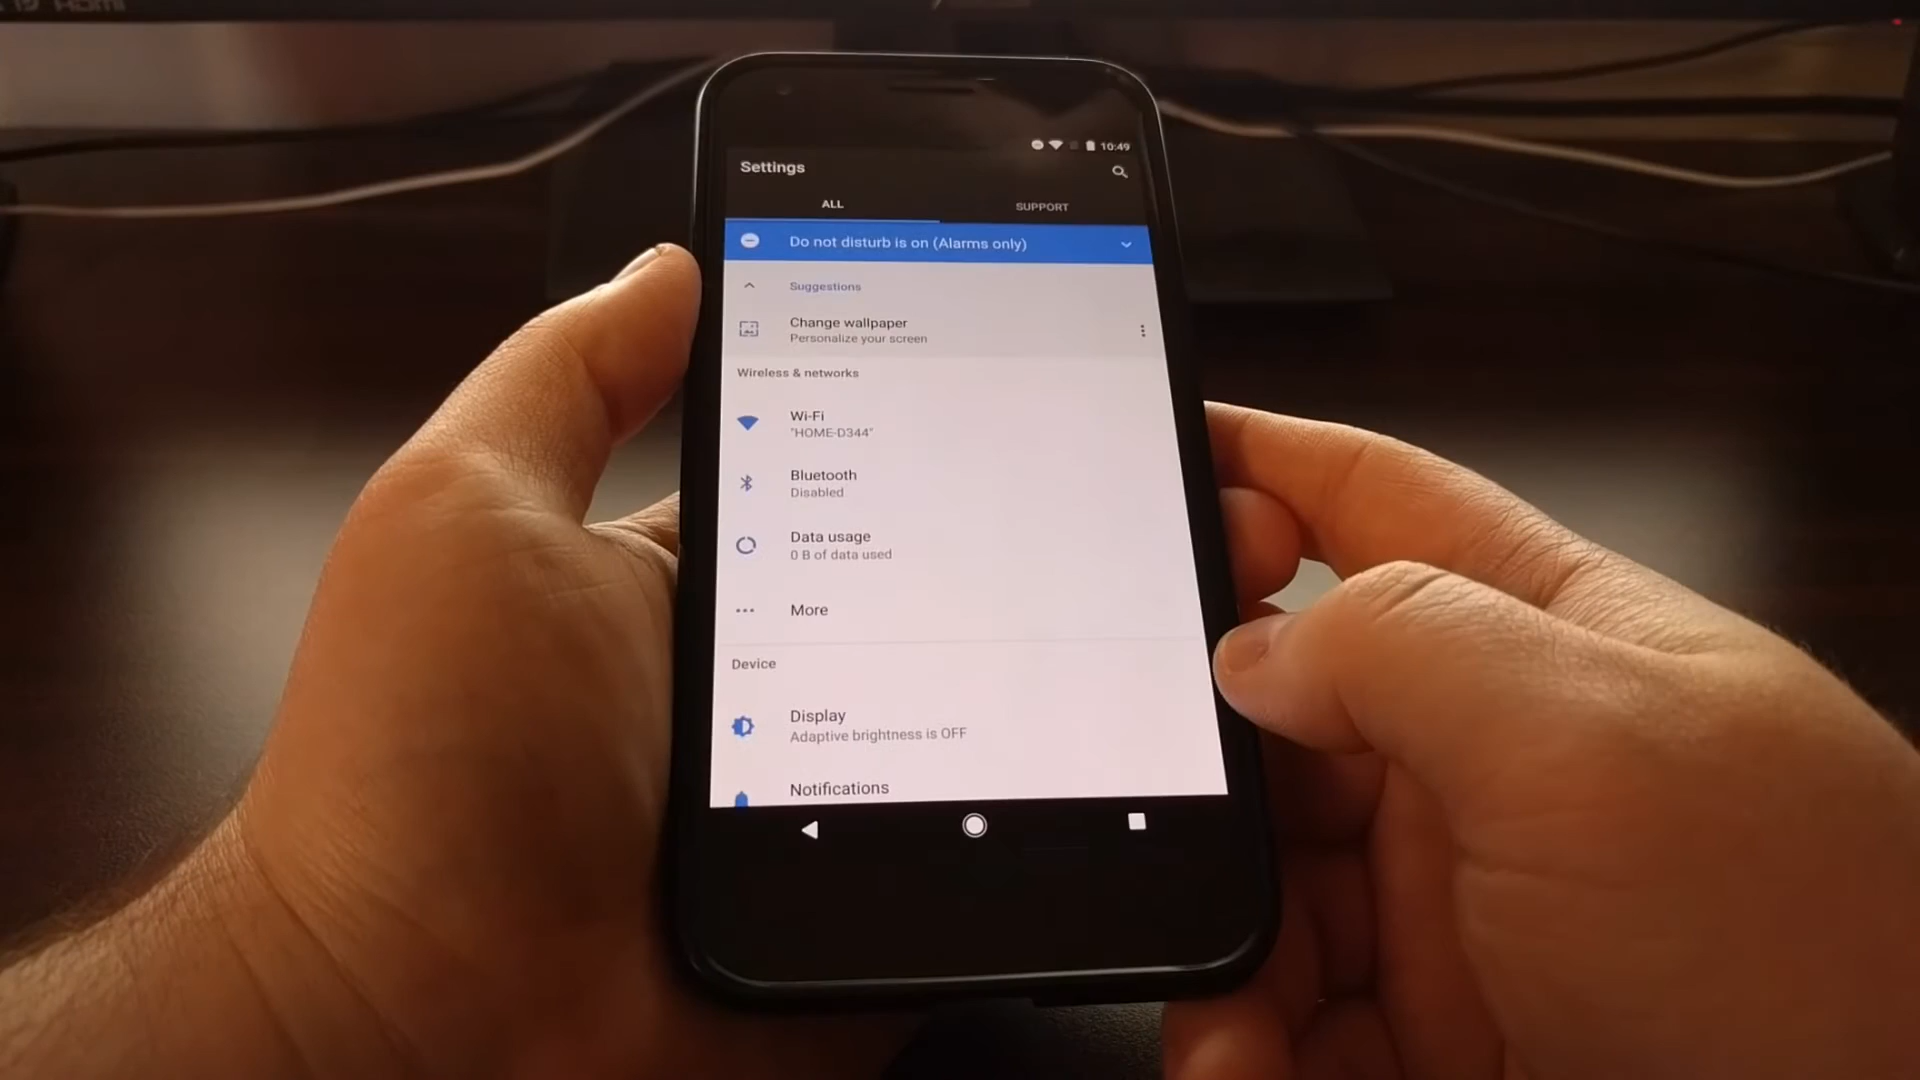 HDMI
10:49
Settings
ALL
SUPPORT
Do not disturb is on (Alarms only)
Suggestions
Change wallpaper
Personalize your screen
Wireless & networks
Wi-Fi
"HOME-D344"
Bluetooth
Disabled
Data usage
0 B of data used
More
Device
Display
Adaptive brightness is OFF
Notifications